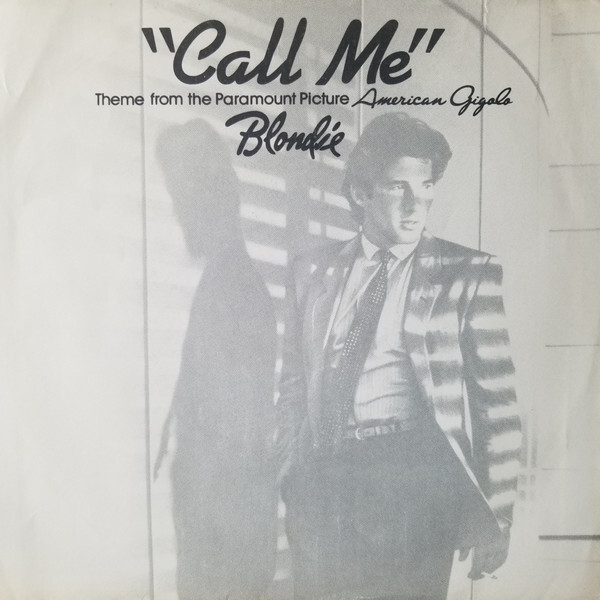 "Call Me"
Theme from the Paramount Picture American Gigolo
Blondie